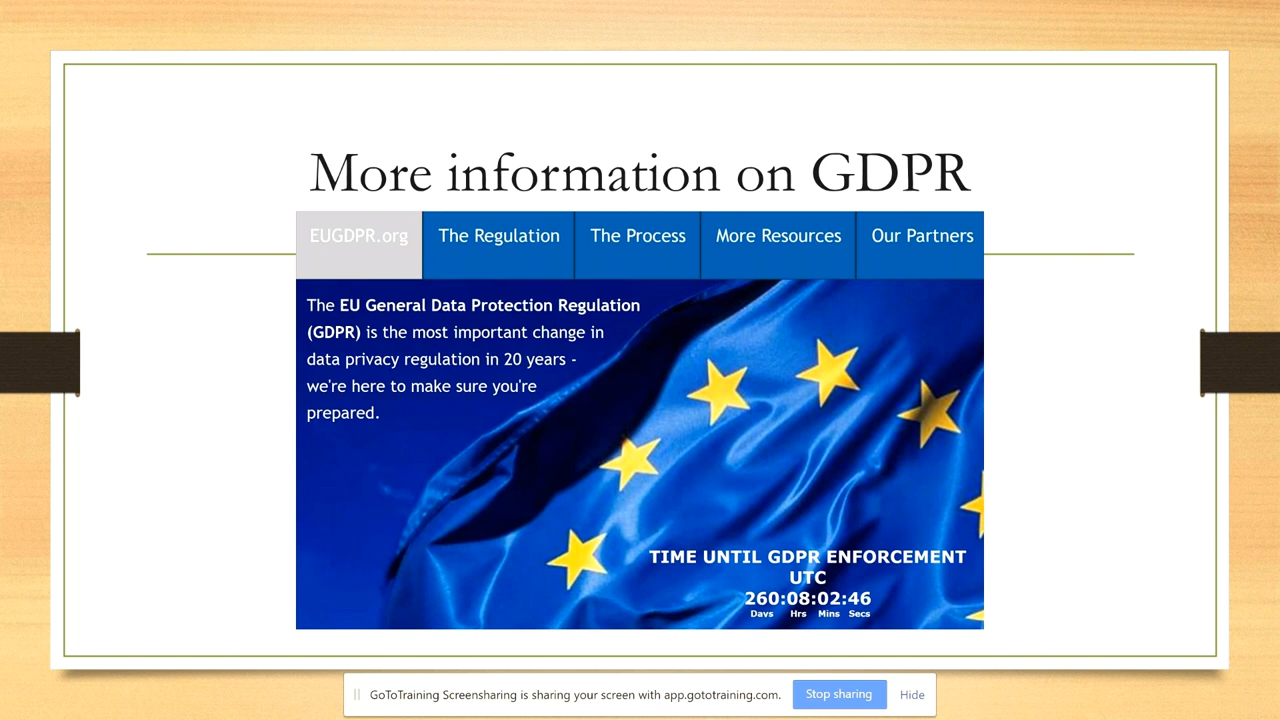 More information on GDPR
EUGDPR.org The Regulation The Process More Resources Our Partners
The EU General Data Protection Regulation
(GDPR) is the most important change in
data privacy regulation in 20 years -
we're here to make sure you're
prepared.
TIME UNTIL GDPR ENFORCEMENT
UTC
260:08:02:46
Days Hrs Mins Secs
GoToTraining Screensharing is sharing your screen with app.gototraining.com. Stop sharing Hide